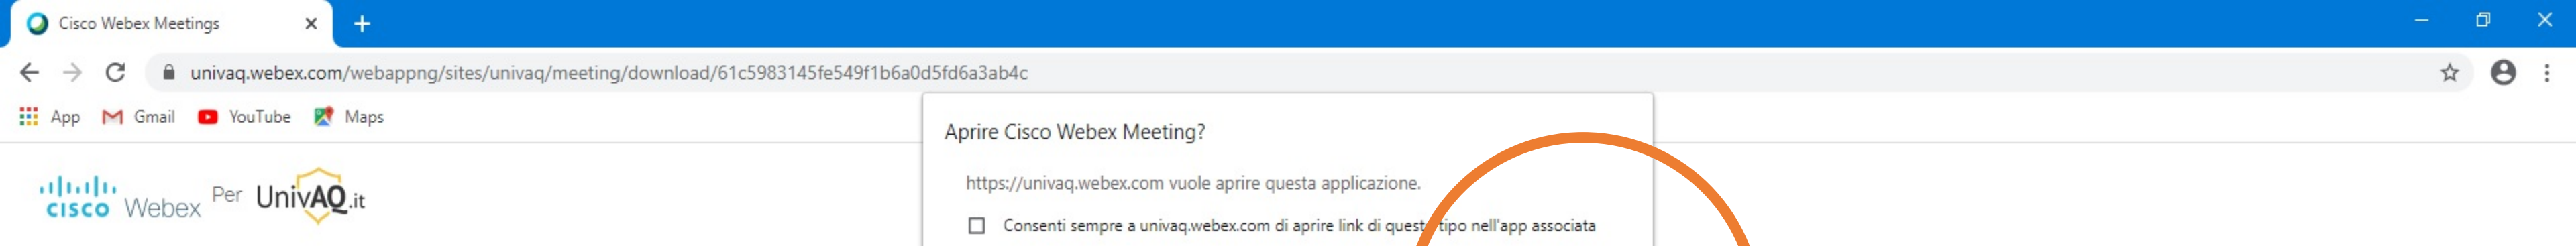 Cisco Webex Meetings
univaq.webex.com/webappng/sites/univaq/meeting/download/61c5983145fe549f1b6a0d5fd6a3ab4c
App Gmail YouTube Maps
Aprire Cisco Webex Meeting?
https://univaq.webex.com vuole aprire questa applicazione.
CISCO Webex Per UnivAQ.it
Consenti sempre a univaq.webex.com di aprire link di questo tipo nell'app associata